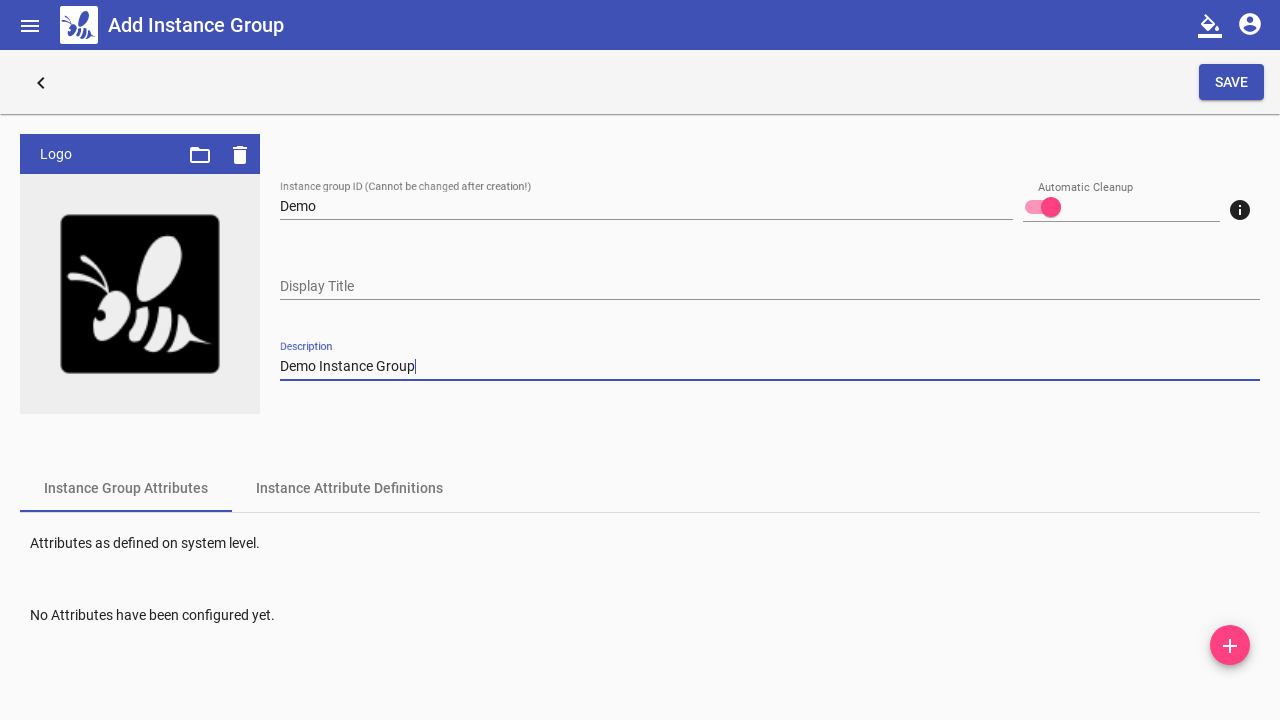 Add Instance Group
SAVE
Logo
Instance group ID (Cannot be changed after creation!)
Demo
Automatic Cleanup
Display Title
Description
Demo Instance Group
Instance Group Attributes
Instance Attribute Definitions
Attributes as defined on system level.
No Attributes have been configured yet.